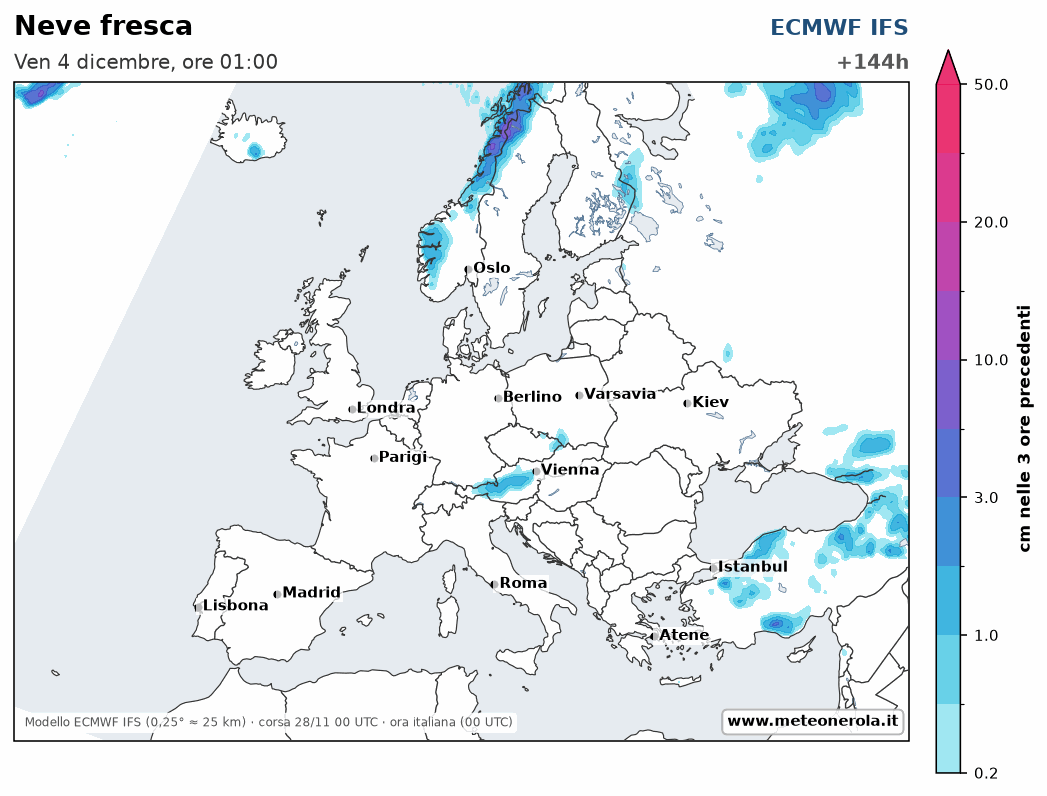 Neve fresca
ECMWF IFS
Ven 4 dicembre, ore 01:00
+144h
50.0
20.0
10.0
3.0
1.0
0.2
cm nelle 3 ore precedenti
Oslo
Berlino
Varsavia
Kiev
Londra
Parigi
Vienna
Istanbul
Roma
Madrid
Lisbona
Atene
Modello ECMWF IFS (0,25° ≈ 25 km) · corsa 28/11 00 UTC · ora italiana (00 UTC)
www.meteonerola.it